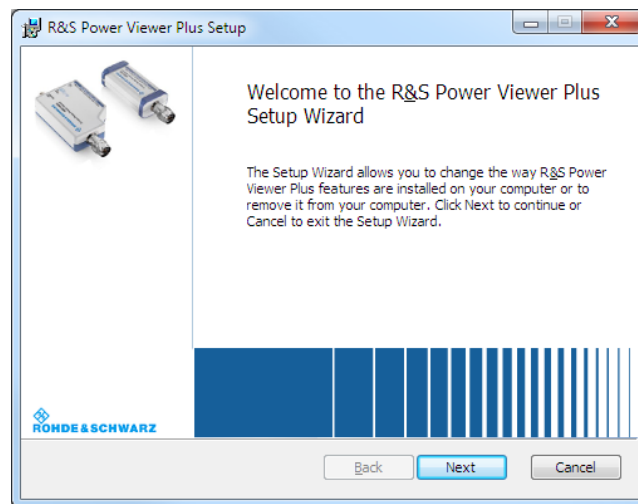 R&S Power Viewer Plus Setup
Welcome to the R&S Power Viewer Plus
Setup Wizard
The Setup Wizard allows you to change the way R&S Power
Viewer Plus features are installed on your computer or to
remove it from your computer. Click Next to continue or
Cancel to exit the Setup Wizard.
ROHDE&SCHWARZ
Back
Next
Cancel